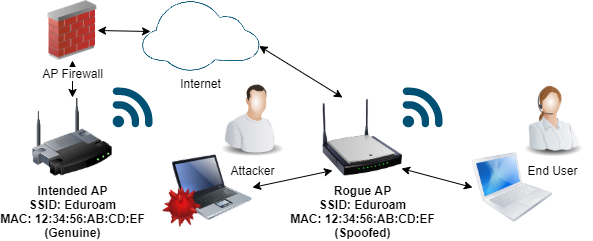 AP Firewall
Internet
Attacker
End User
Intended AP
SSID: Eduroam
MAC: 12:34:56:AB:CD:EF
(Genuine)
Rogue AP
SSID: Eduroam
MAC: 12:34:56:AB:CD:EF
(Spoofed)